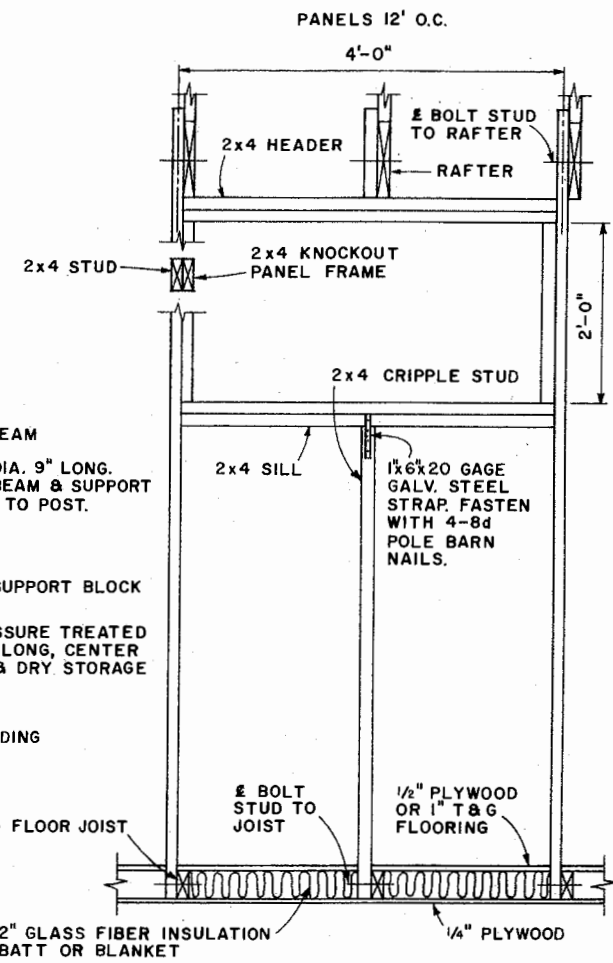 PANELS 12' O.C.
4'-0"
℄ BOLT STUD
TO RAFTER
2x4 HEADER
RAFTER
2x4 STUD
2x4 KNOCKOUT
PANEL FRAME
2'-0"
2x4 CRIPPLE STUD
EAM
2x4 SILL
1"x6"x20 GAGE
GALV. STEEL
STRAP. FASTEN
WITH 4-8d
POLE BARN
NAILS.
DIA. 9" LONG.
BEAM & SUPPORT
TO POST.
SUPPORT BLOCK
SSURE TREATED
LONG, CENTER
& DRY STORAGE
DING
℄ BOLT
STUD TO
JOIST
1/2" PLYWOOD
OR 1" T&G
FLOORING
FLOOR JOIST
2" GLASS FIBER INSULATION
BATT OR BLANKET
1/4" PLYWOOD